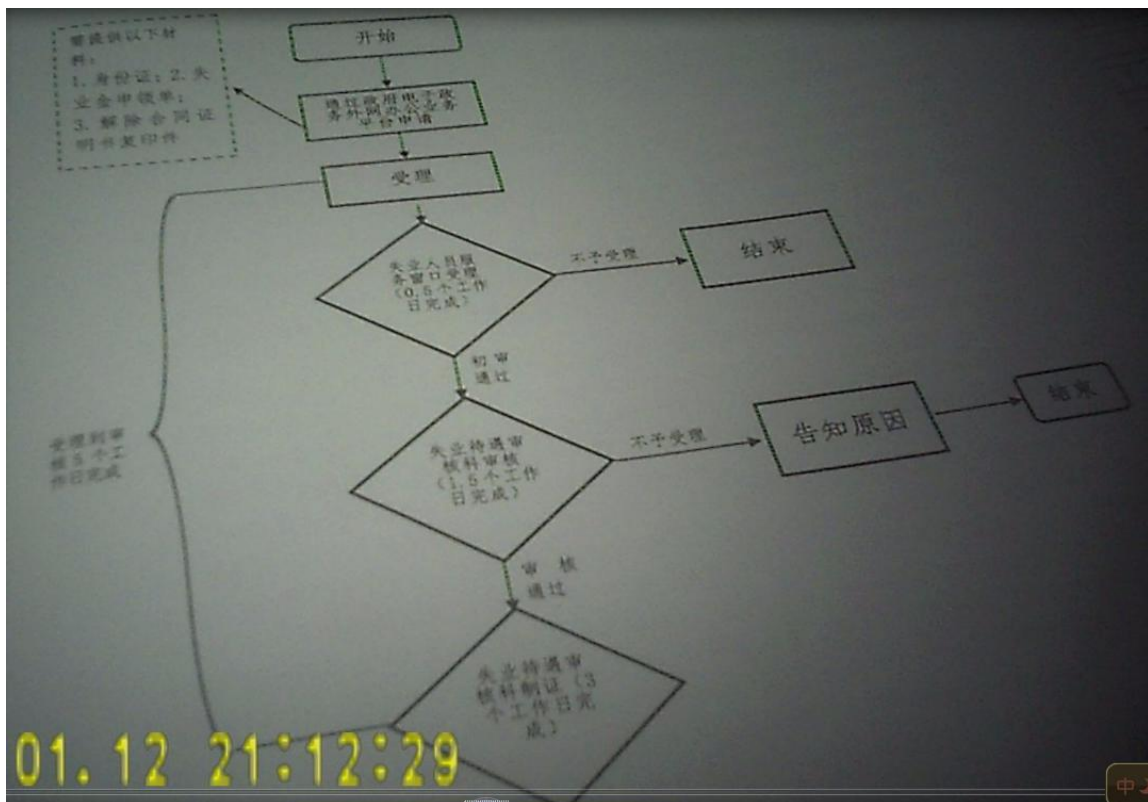 需提供以下材
料:
1.身份证;2.失
业金申领单;
3.解除合同证
明书复印件
开始
通过政府电子政
务外网办公业务
平台申请
受理
失业人员服
务窗口受理
(0.5个工作
日完成)
不予受理
结束
初审
通过
受理到审
核5个工
作日完成
失业待遇审
核科审核
(1.5个工作
日完成)
不予受理
告知原因
结束
审 核
通过
失业待遇审
核科制证(3
个工作日完
成)
01.12 21:12:29
中